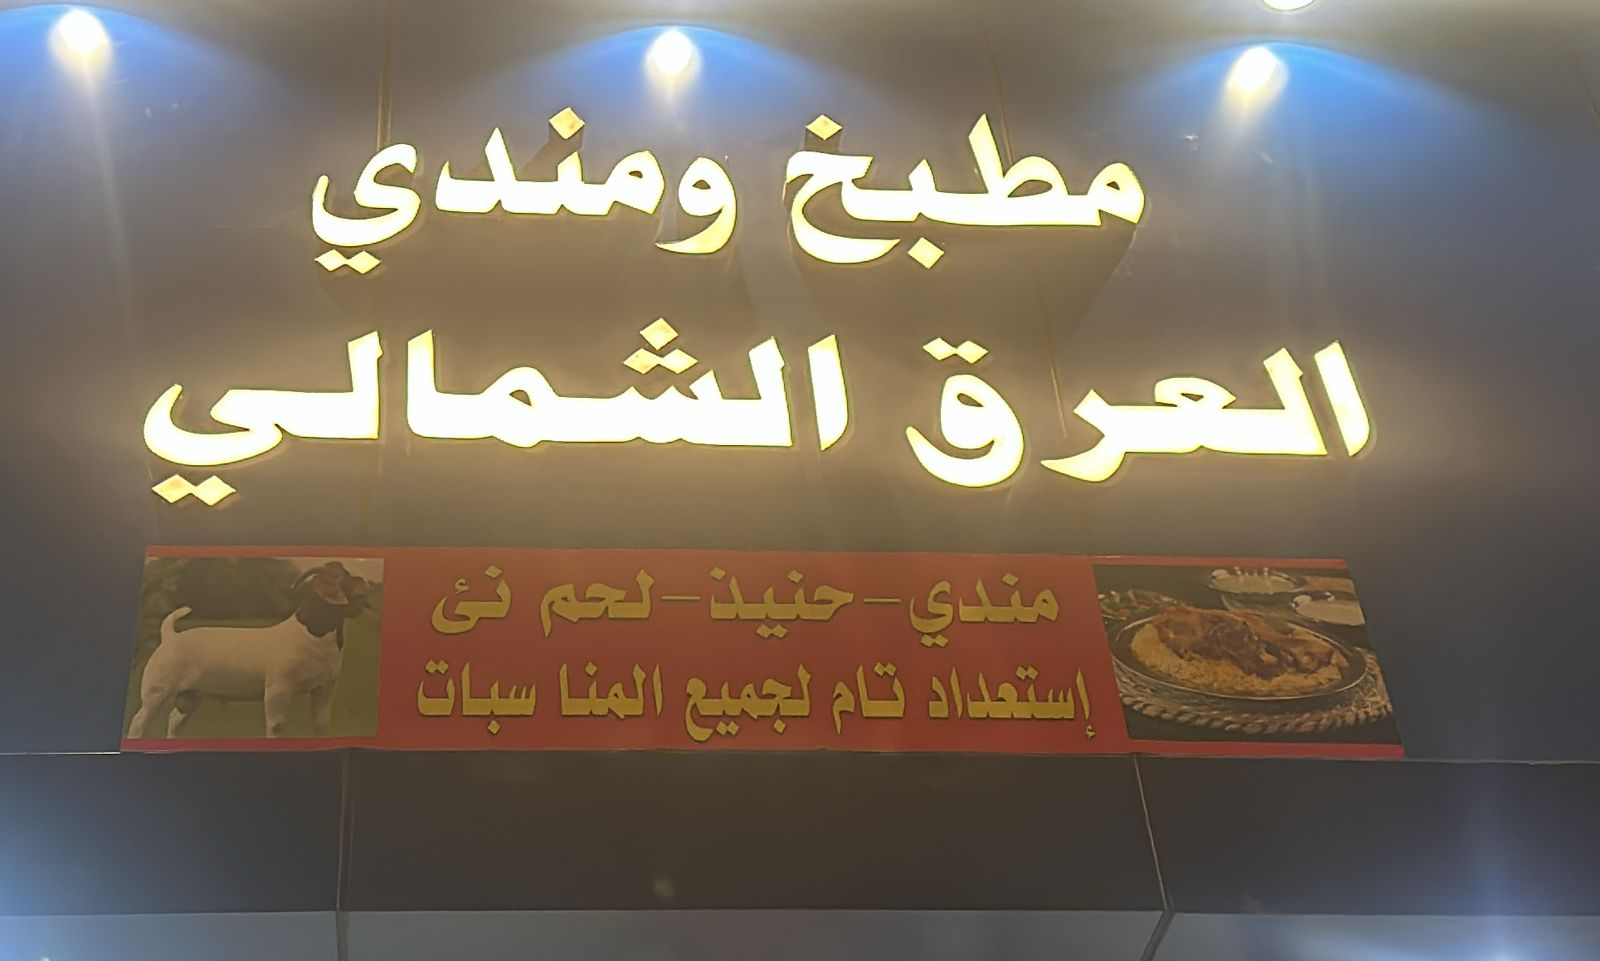 مطبخ ومندي
العرق الشمالي
مندي-حنيذ-لحم نئ
إستعداد تام لجميع المنا سبات